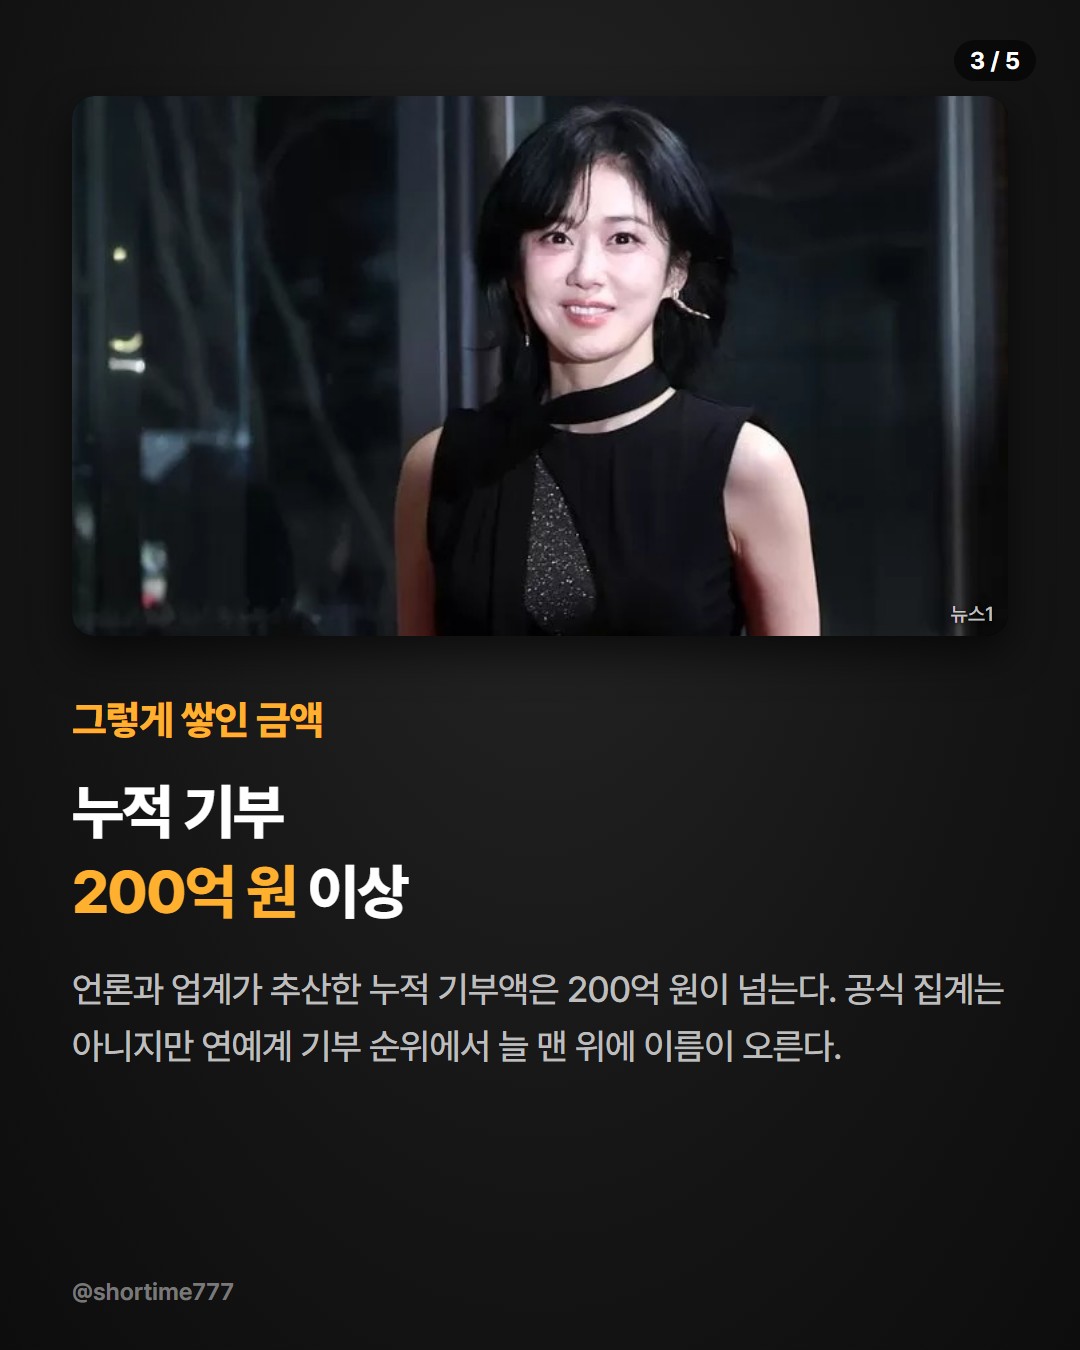 3 / 5
뉴스1
그렇게 쌓인 금액
누적 기부
200억 원 이상
언론과 업계가 추산한 누적 기부액은 200억 원이 넘는다. 공식 집계는
아니지만 연예계 기부 순위에서 늘 맨 위에 이름이 오른다.
@shortime777